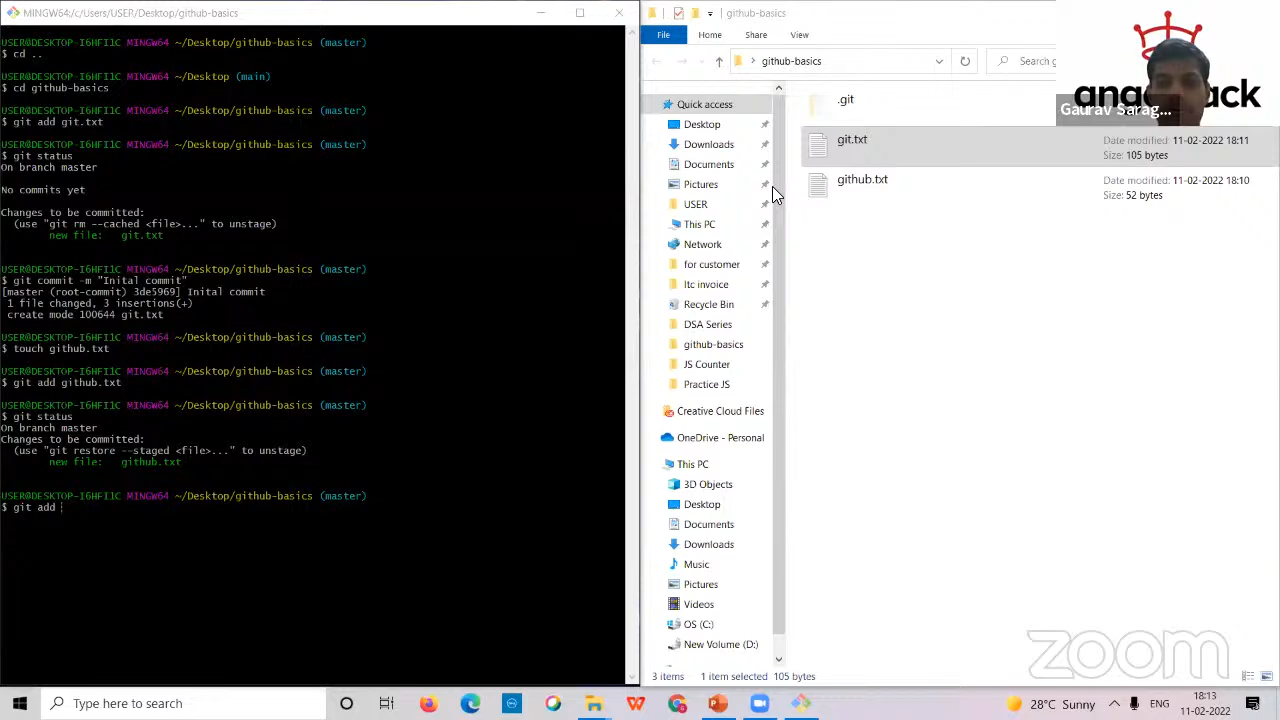 MINGW64:/c/Users/USER/Desktop/github-basics
USER@DESKTOP-I6HFI1C MINGW64 ~/Desktop/github-basics (master)
$ cd ..
USER@DESKTOP-I6HFI1C MINGW64 ~/Desktop (main)
$ cd github-basics
USER@DESKTOP-I6HFI1C MINGW64 ~/Desktop/github-basics (master)
$ git add git.txt
USER@DESKTOP-I6HFI1C MINGW64 ~/Desktop/github-basics (master)
$ git status
On branch master
No commits yet
Changes to be committed:
(use "git rm --cached <file>..." to unstage)
new file: git.txt
USER@DESKTOP-I6HFI1C MINGW64 ~/Desktop/github-basics (master)
$ git commit -m "Inital commit"
[master (root-commit) 3de5969] Inital commit
1 file changed, 3 insertions(+)
create mode 100644 git.txt
USER@DESKTOP-I6HFI1C MINGW64 ~/Desktop/github-basics (master)
$ touch github.txt
USER@DESKTOP-I6HFI1C MINGW64 ~/Desktop/github-basics (master)
$ git add github.txt
USER@DESKTOP-I6HFI1C MINGW64 ~/Desktop/github-basics (master)
$ git status
On branch master
Changes to be committed:
(use "git restore --staged <file>..." to unstage)
new file: github.txt
USER@DESKTOP-I6HFI1C MINGW64 ~/Desktop/github-basics (master)
$ git add
github-basics
File Home Share View
github-basics
Search g
Quick access
Desktop
Downloads
Documents
Pictures
USER
This PC
Network
for customer
ltc invoice
Recycle Bin
DSA Series
github-basics
JS Counter
Practice JS
Creative Cloud Files
OneDrive - Personal
This PC
3D Objects
Desktop
Documents
Downloads
Music
Pictures
Videos
OS (C:)
New Volume (D:)
.git
git.txt
Date modified: 11-02-2022 18:11
Size: 105 bytes
github.txt
Date modified: 11-02-2022 18:10
Size: 52 bytes
3 items 1 item selected 105 bytes
Gaurav Sarag...
zoom
Type here to search
28°C Sunny
ENG
18:13
11-02-2022